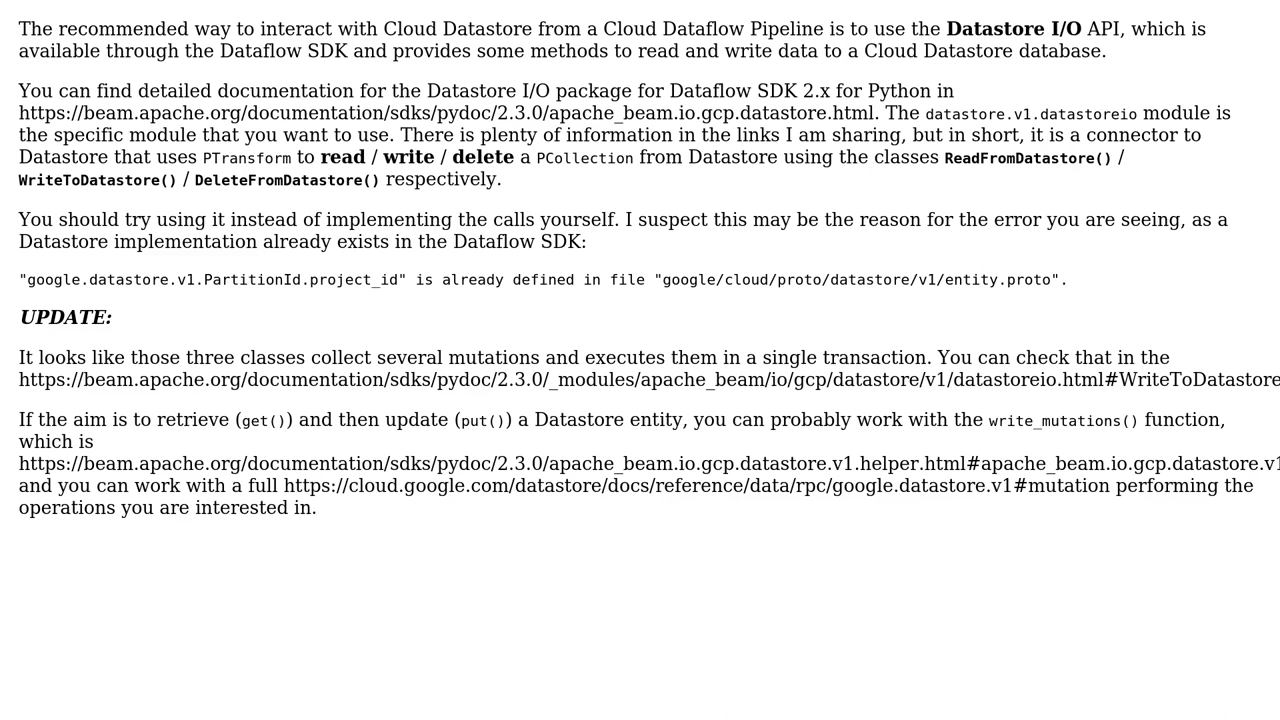 The recommended way to interact with Cloud Datastore from a Cloud Dataflow Pipeline is to use the Datastore I/O API, which is
available through the Dataflow SDK and provides some methods to read and write data to a Cloud Datastore database.
You can find detailed documentation for the Datastore I/O package for Dataflow SDK 2.x for Python in
https://beam.apache.org/documentation/sdks/pydoc/2.3.0/apache_beam.io.gcp.datastore.html. The datastore.v1.datastoreio module is
the specific module that you want to use. There is plenty of information in the links I am sharing, but in short, it is a connector to
Datastore that uses PTransform to read / write / delete a PCollection from Datastore using the classes ReadFromDatastore() /
WriteToDatastore() / DeleteFromDatastore() respectively.
You should try using it instead of implementing the calls yourself. I suspect this may be the reason for the error you are seeing, as a
Datastore implementation already exists in the Dataflow SDK:
"google.datastore.v1.PartitionId.project_id" is already defined in file "google/cloud/proto/datastore/v1/entity.proto".
UPDATE:
It looks like those three classes collect several mutations and executes them in a single transaction. You can check that in the
https://beam.apache.org/documentation/sdks/pydoc/2.3.0/_modules/apache_beam/io/gcp/datastore/v1/datastoreio.html#WriteToDatastore
If the aim is to retrieve (get()) and then update (put()) a Datastore entity, you can probably work with the write_mutations() function,
which is
https://beam.apache.org/documentation/sdks/pydoc/2.3.0/apache_beam.io.gcp.datastore.v1.helper.html#apache_beam.io.gcp.datastore.v1
and you can work with a full https://cloud.google.com/datastore/docs/reference/data/rpc/google.datastore.v1#mutation performing the
operations you are interested in.